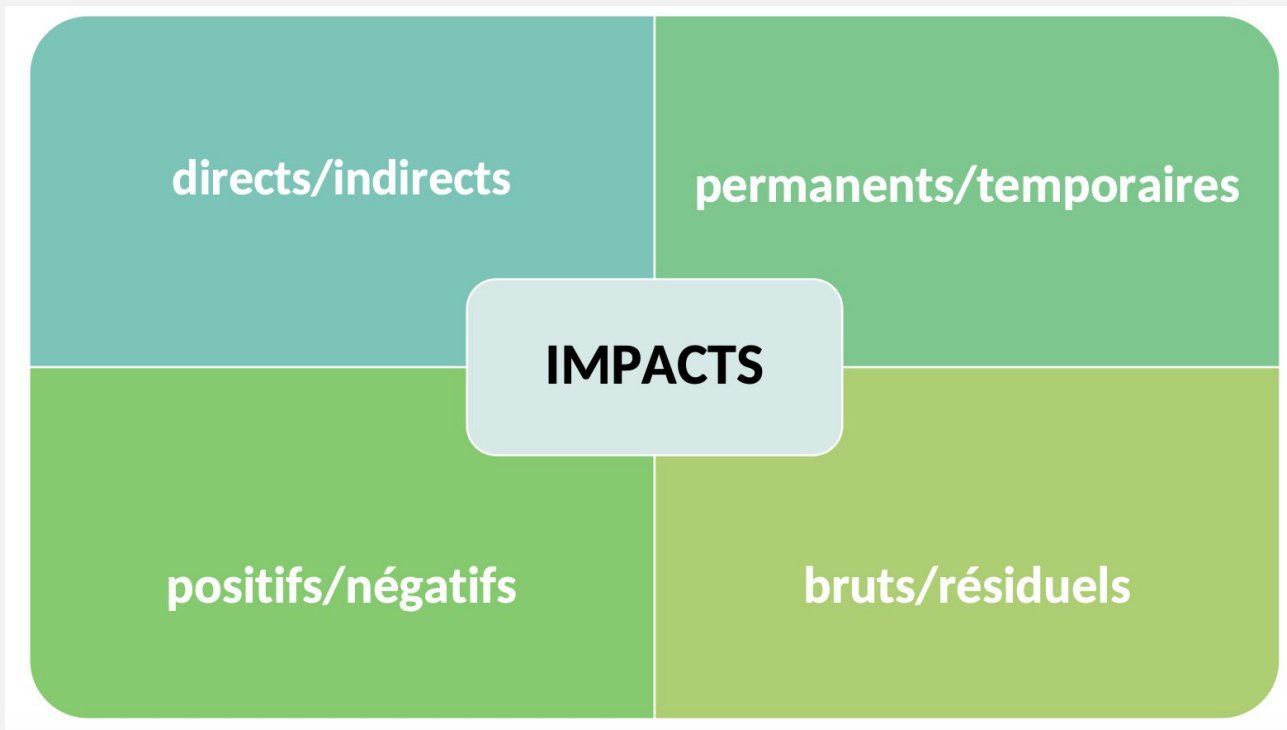 directs/indirects
permanents/temporaires
IMPACTS
positifs/négatifs
bruts/résiduels